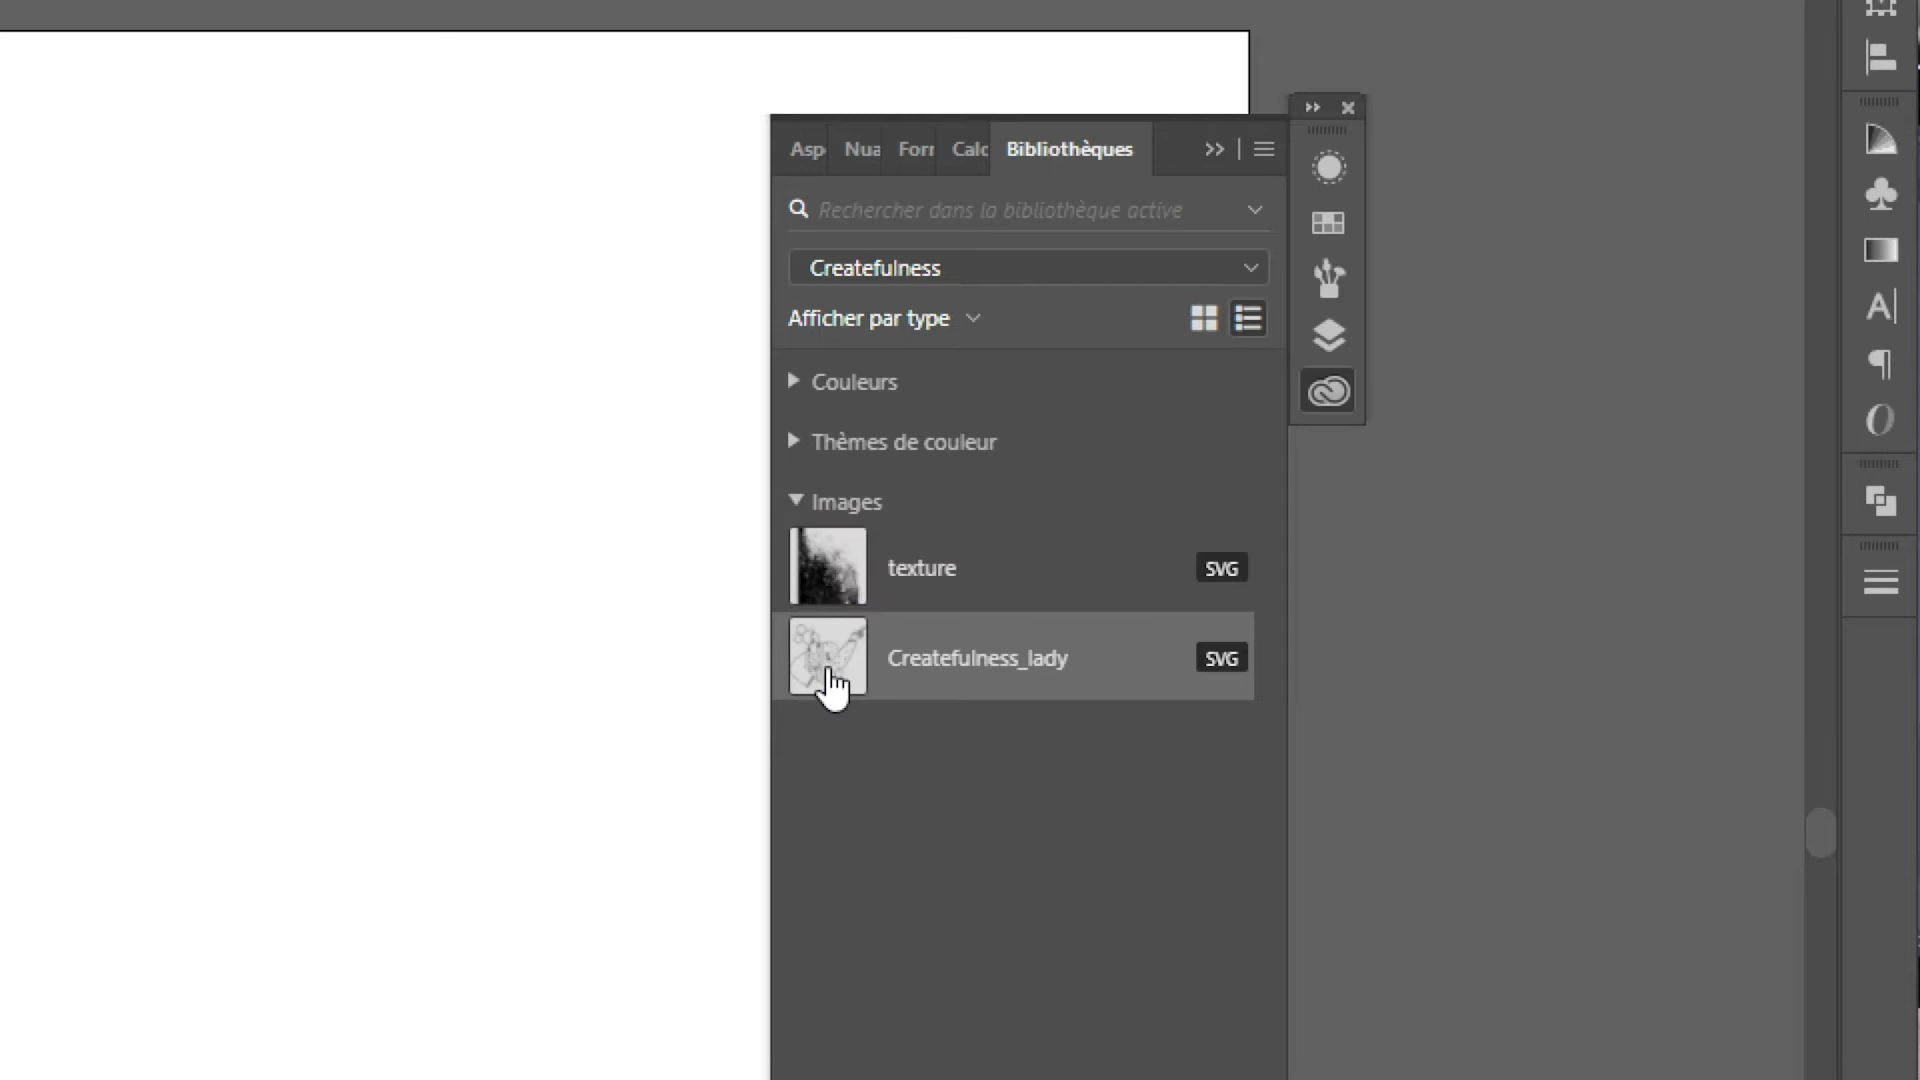 Asp Nua Forr Calc Bibliothèques
Rechercher dans la bibliothèque active
Createfulness
Afficher par type
Couleurs
Thèmes de couleur
Images
texture SVG
Createfulness_lady SVG